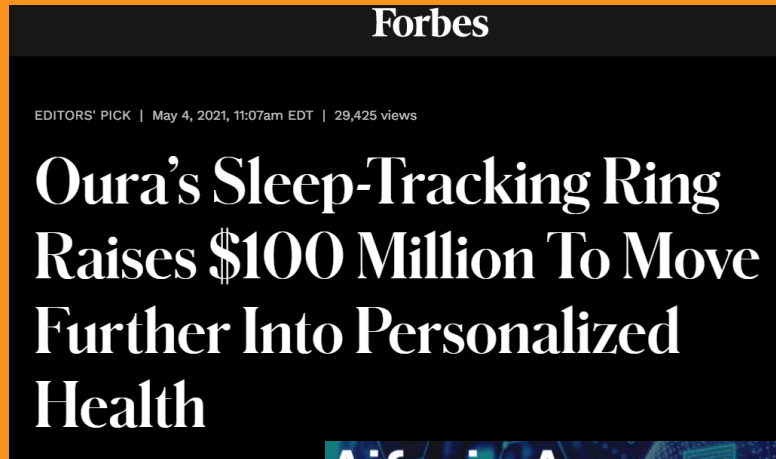 Forbes
EDITORS' PICK | May 4, 2021, 11:07am EDT | 29,425 views
Oura's Sleep-Tracking Ring
Raises $100 Million To Move
Further Into Personalized
Health